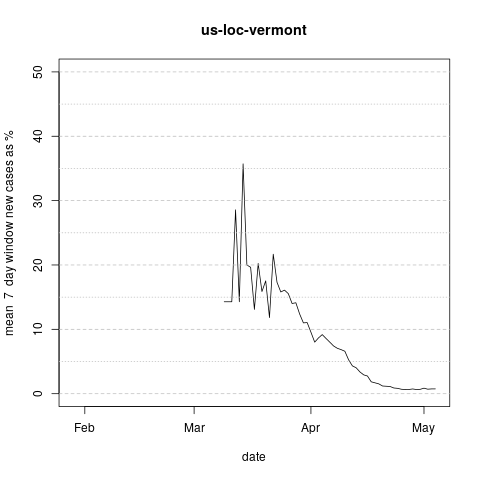 us-loc-vermont
mean 7 day window new cases as %
50
40
30
20
10
0
Feb
Mar
Apr
May
date